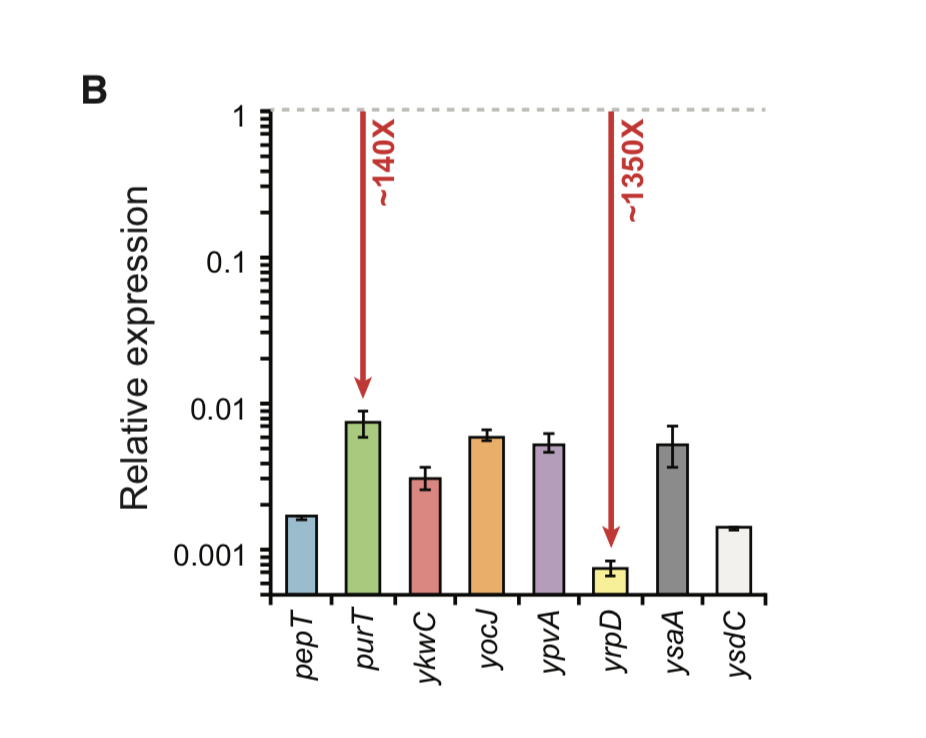 B
Relative expression
1
0.1
0.01
0.001
~140X
~1350X
pepT
purT
ykwC
yocJ
ypvA
yrpD
ysaA
ysdC